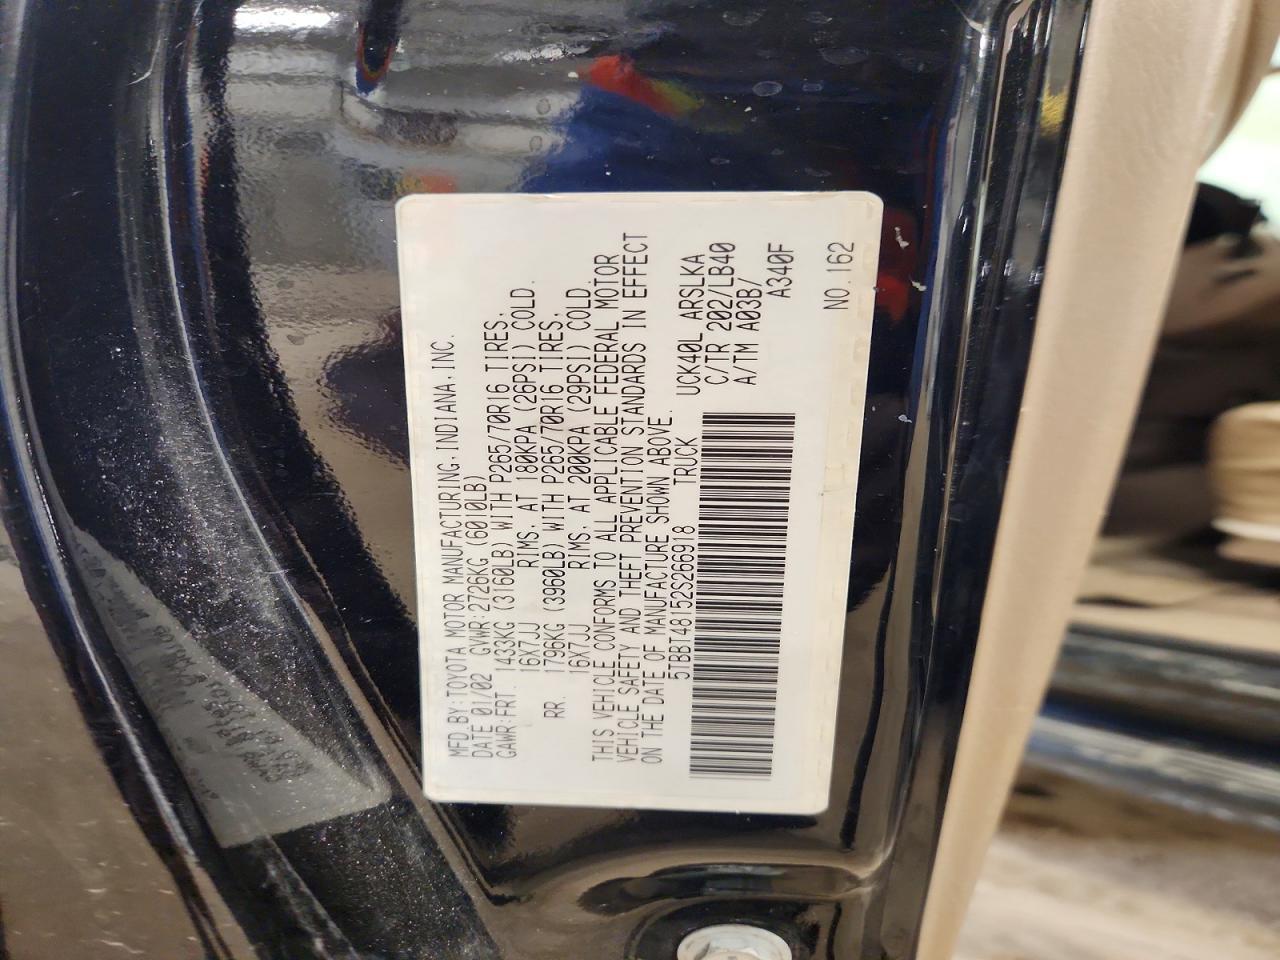 MFD BY:TOYOTA MOTOR MANUFACTURING,INDIANA,INC.
DATE 01/02 GVWR:2726KG (6010LB)
GAWR:FRT. 1433KG (3160LB) WITH P265/70R16 TIRES,
16X7JJ RIMS, AT 180KPA (26PSI) COLD.
RR. 1796KG (3960LB) WITH P265/70R16 TIRES,
16X7JJ RIMS, AT 200KPA (29PSI) COLD.
THIS VEHICLE CONFORMS TO ALL APPLICABLE FEDERAL MOTOR
VEHICLE SAFETY AND THEFT PREVENTION STANDARDS IN EFFECT
ON THE DATE OF MANUFACTURE SHOWN ABOVE.
5TBBT48152S266918 TRUCK UCK40L ARSLKA
C/TR 202/LB40
A/TM A03B/
A340F
NO.162